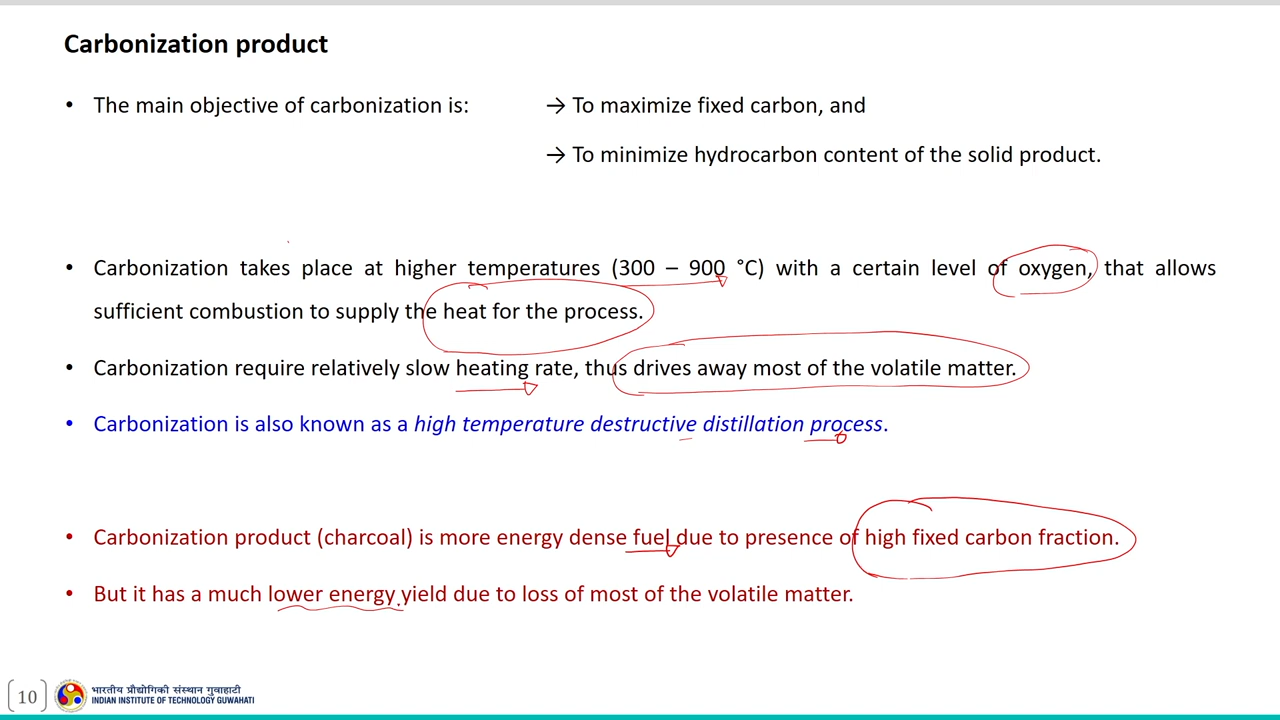 Carbonization product
• The main objective of carbonization is: → To maximize fixed carbon, and
→ To minimize hydrocarbon content of the solid product.
• Carbonization takes place at higher temperatures (300 – 900 °C) with a certain level of oxygen, that allows
sufficient combustion to supply the heat for the process.
• Carbonization require relatively slow heating rate, thus drives away most of the volatile matter.
• Carbonization is also known as a high temperature destructive distillation process.
• Carbonization product (charcoal) is more energy dense fuel due to presence of high fixed carbon fraction.
• But it has a much lower energy yield due to loss of most of the volatile matter.
10
भारतीय प्रौद्योगिकी संस्थान गुवाहाटी
INDIAN INSTITUTE OF TECHNOLOGY GUWAHATI